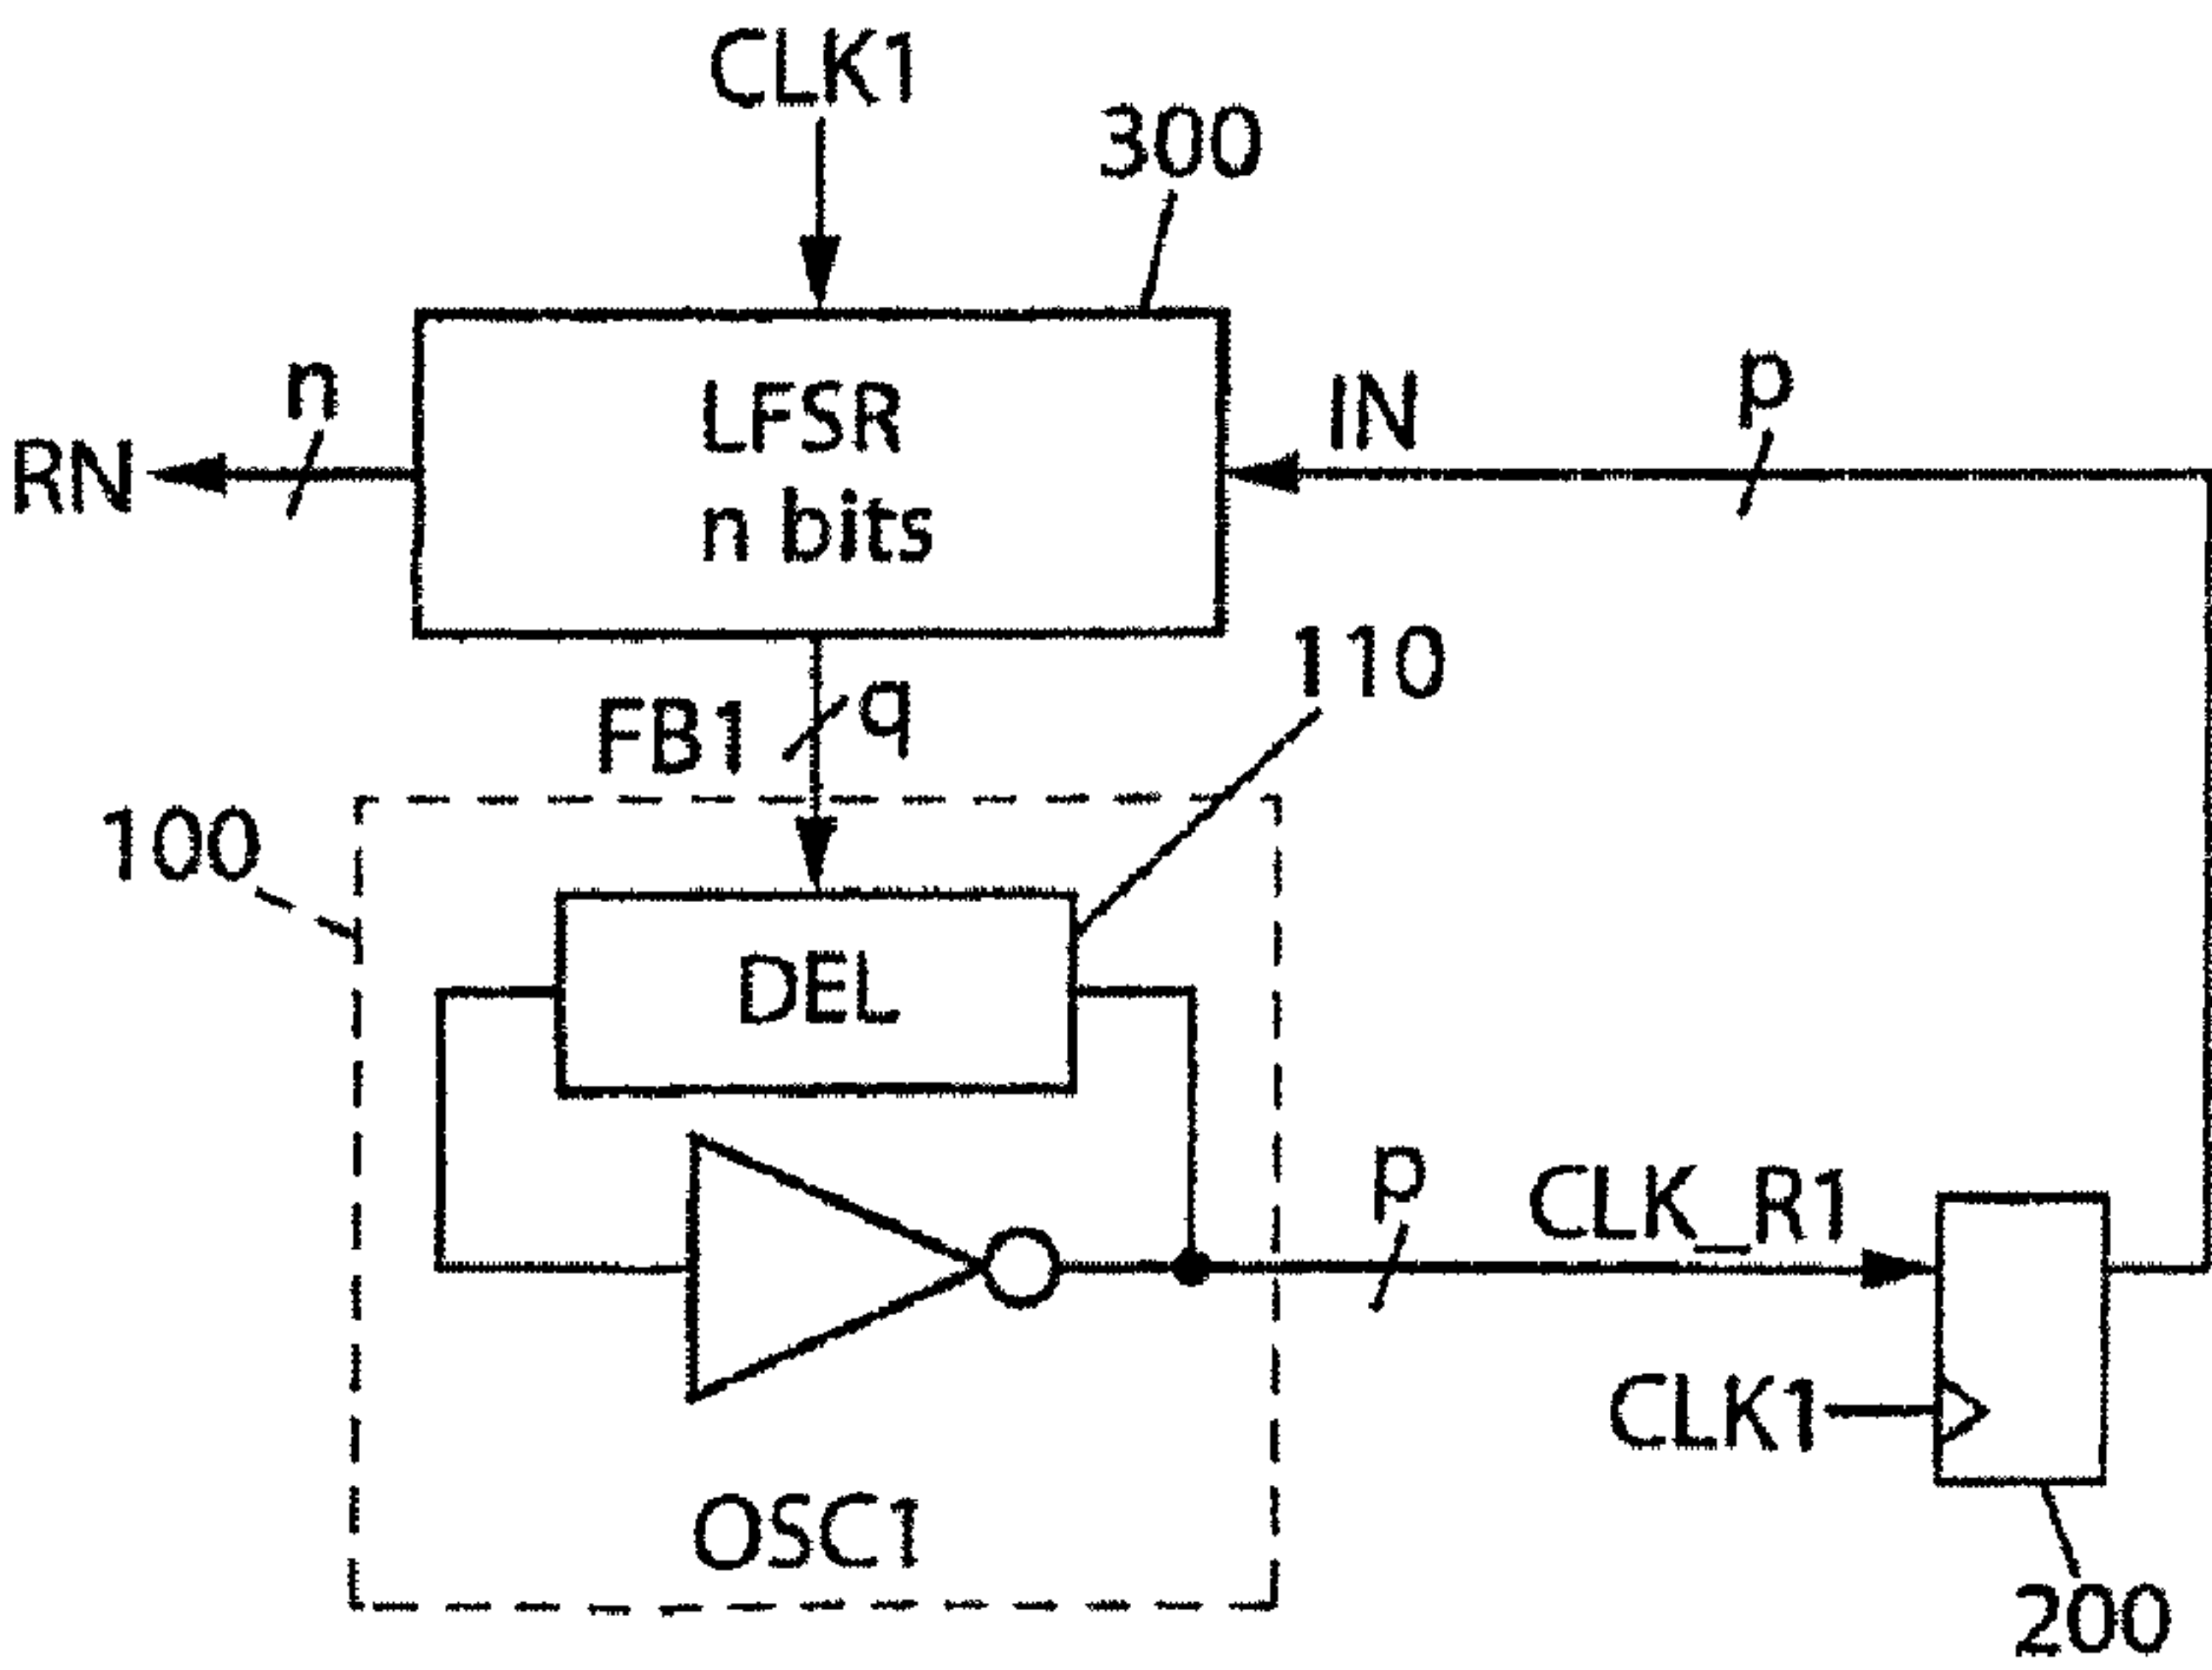 CLK1
300
n
RN
LFSR
n bits
IN
p
FB1
q
110
100
DEL
p
CLK_R1
CLK1
OSC1
200